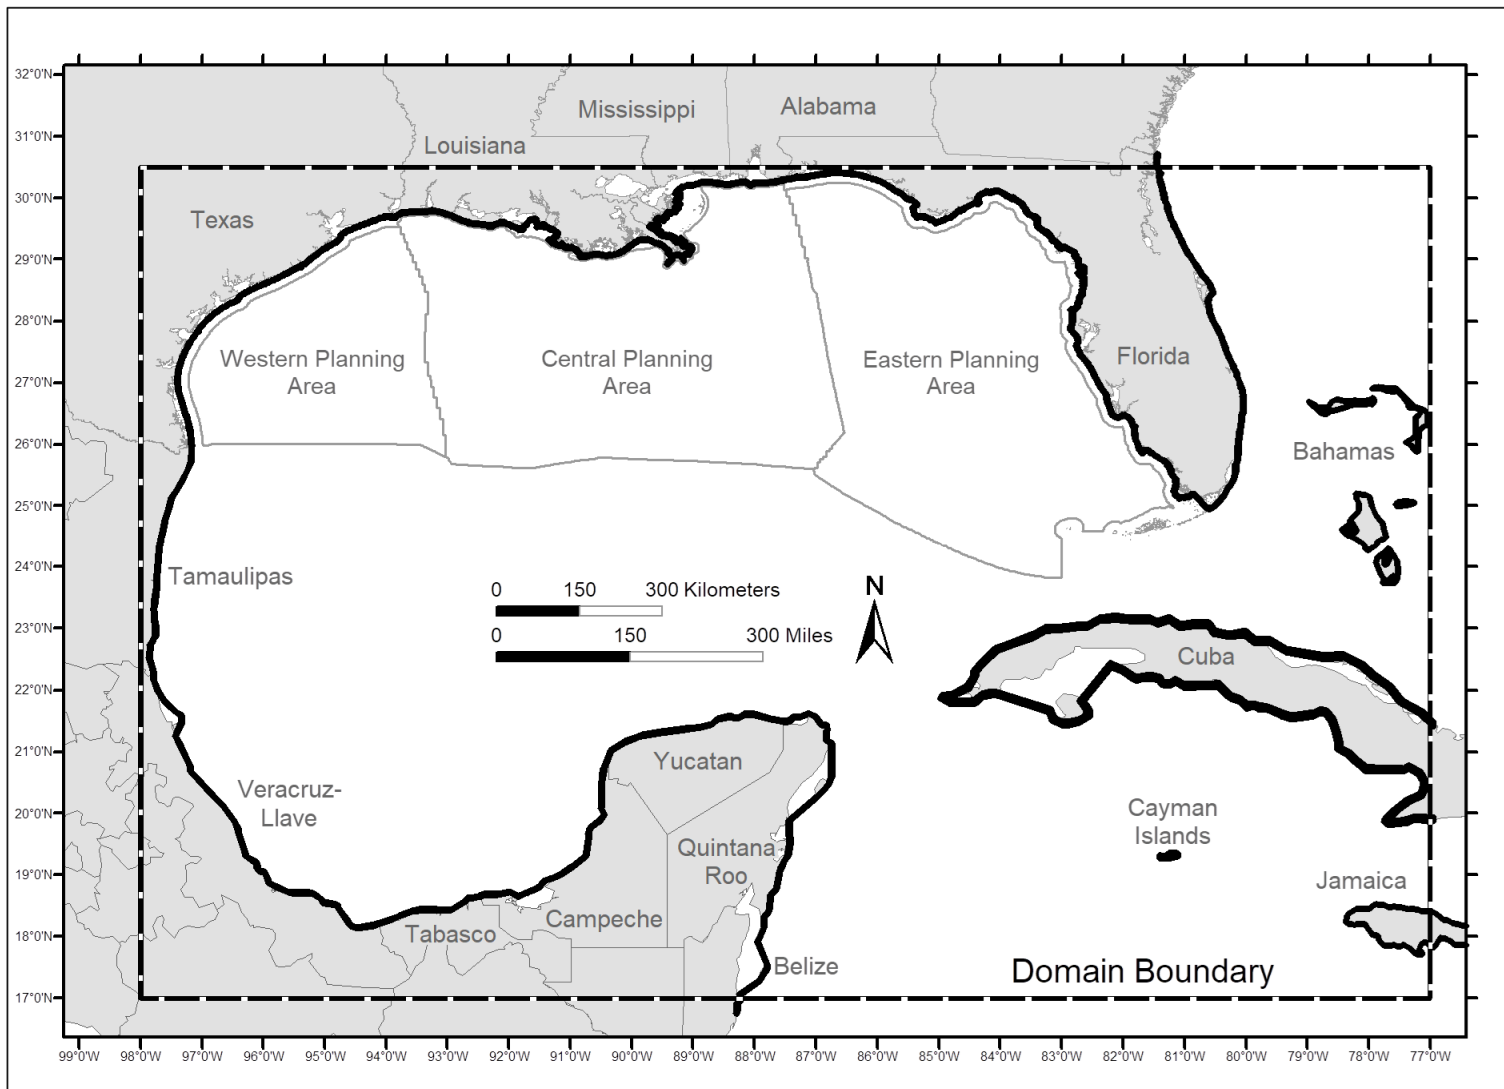 32°0'N
31°0'N
30°0'N
29°0'N
28°0'N
27°0'N
26°0'N
25°0'N
24°0'N
23°0'N
22°0'N
21°0'N
20°0'N
19°0'N
18°0'N
17°0'N
Mississippi
Alabama
Louisiana
Texas
Western Planning
Area
Central Planning
Area
Eastern Planning
Area
Florida
Bahamas
Tamaulipas
0 150 300 Kilometers
0 150 300 Miles
N
Cuba
Yucatan
Veracruz-
Llave
Cayman
Islands
Quintana
Roo
Jamaica
Campeche
Tabasco
Belize
Domain Boundary
99°0'W 98°0'W 97°0'W 96°0'W 95°0'W 94°0'W 93°0'W 92°0'W 91°0'W 90°0'W 89°0'W 88°0'W 87°0'W 86°0'W 85°0'W 84°0'W 83°0'W 82°0'W 81°0'W 80°0'W 79°0'W 78°0'W 77°0'W